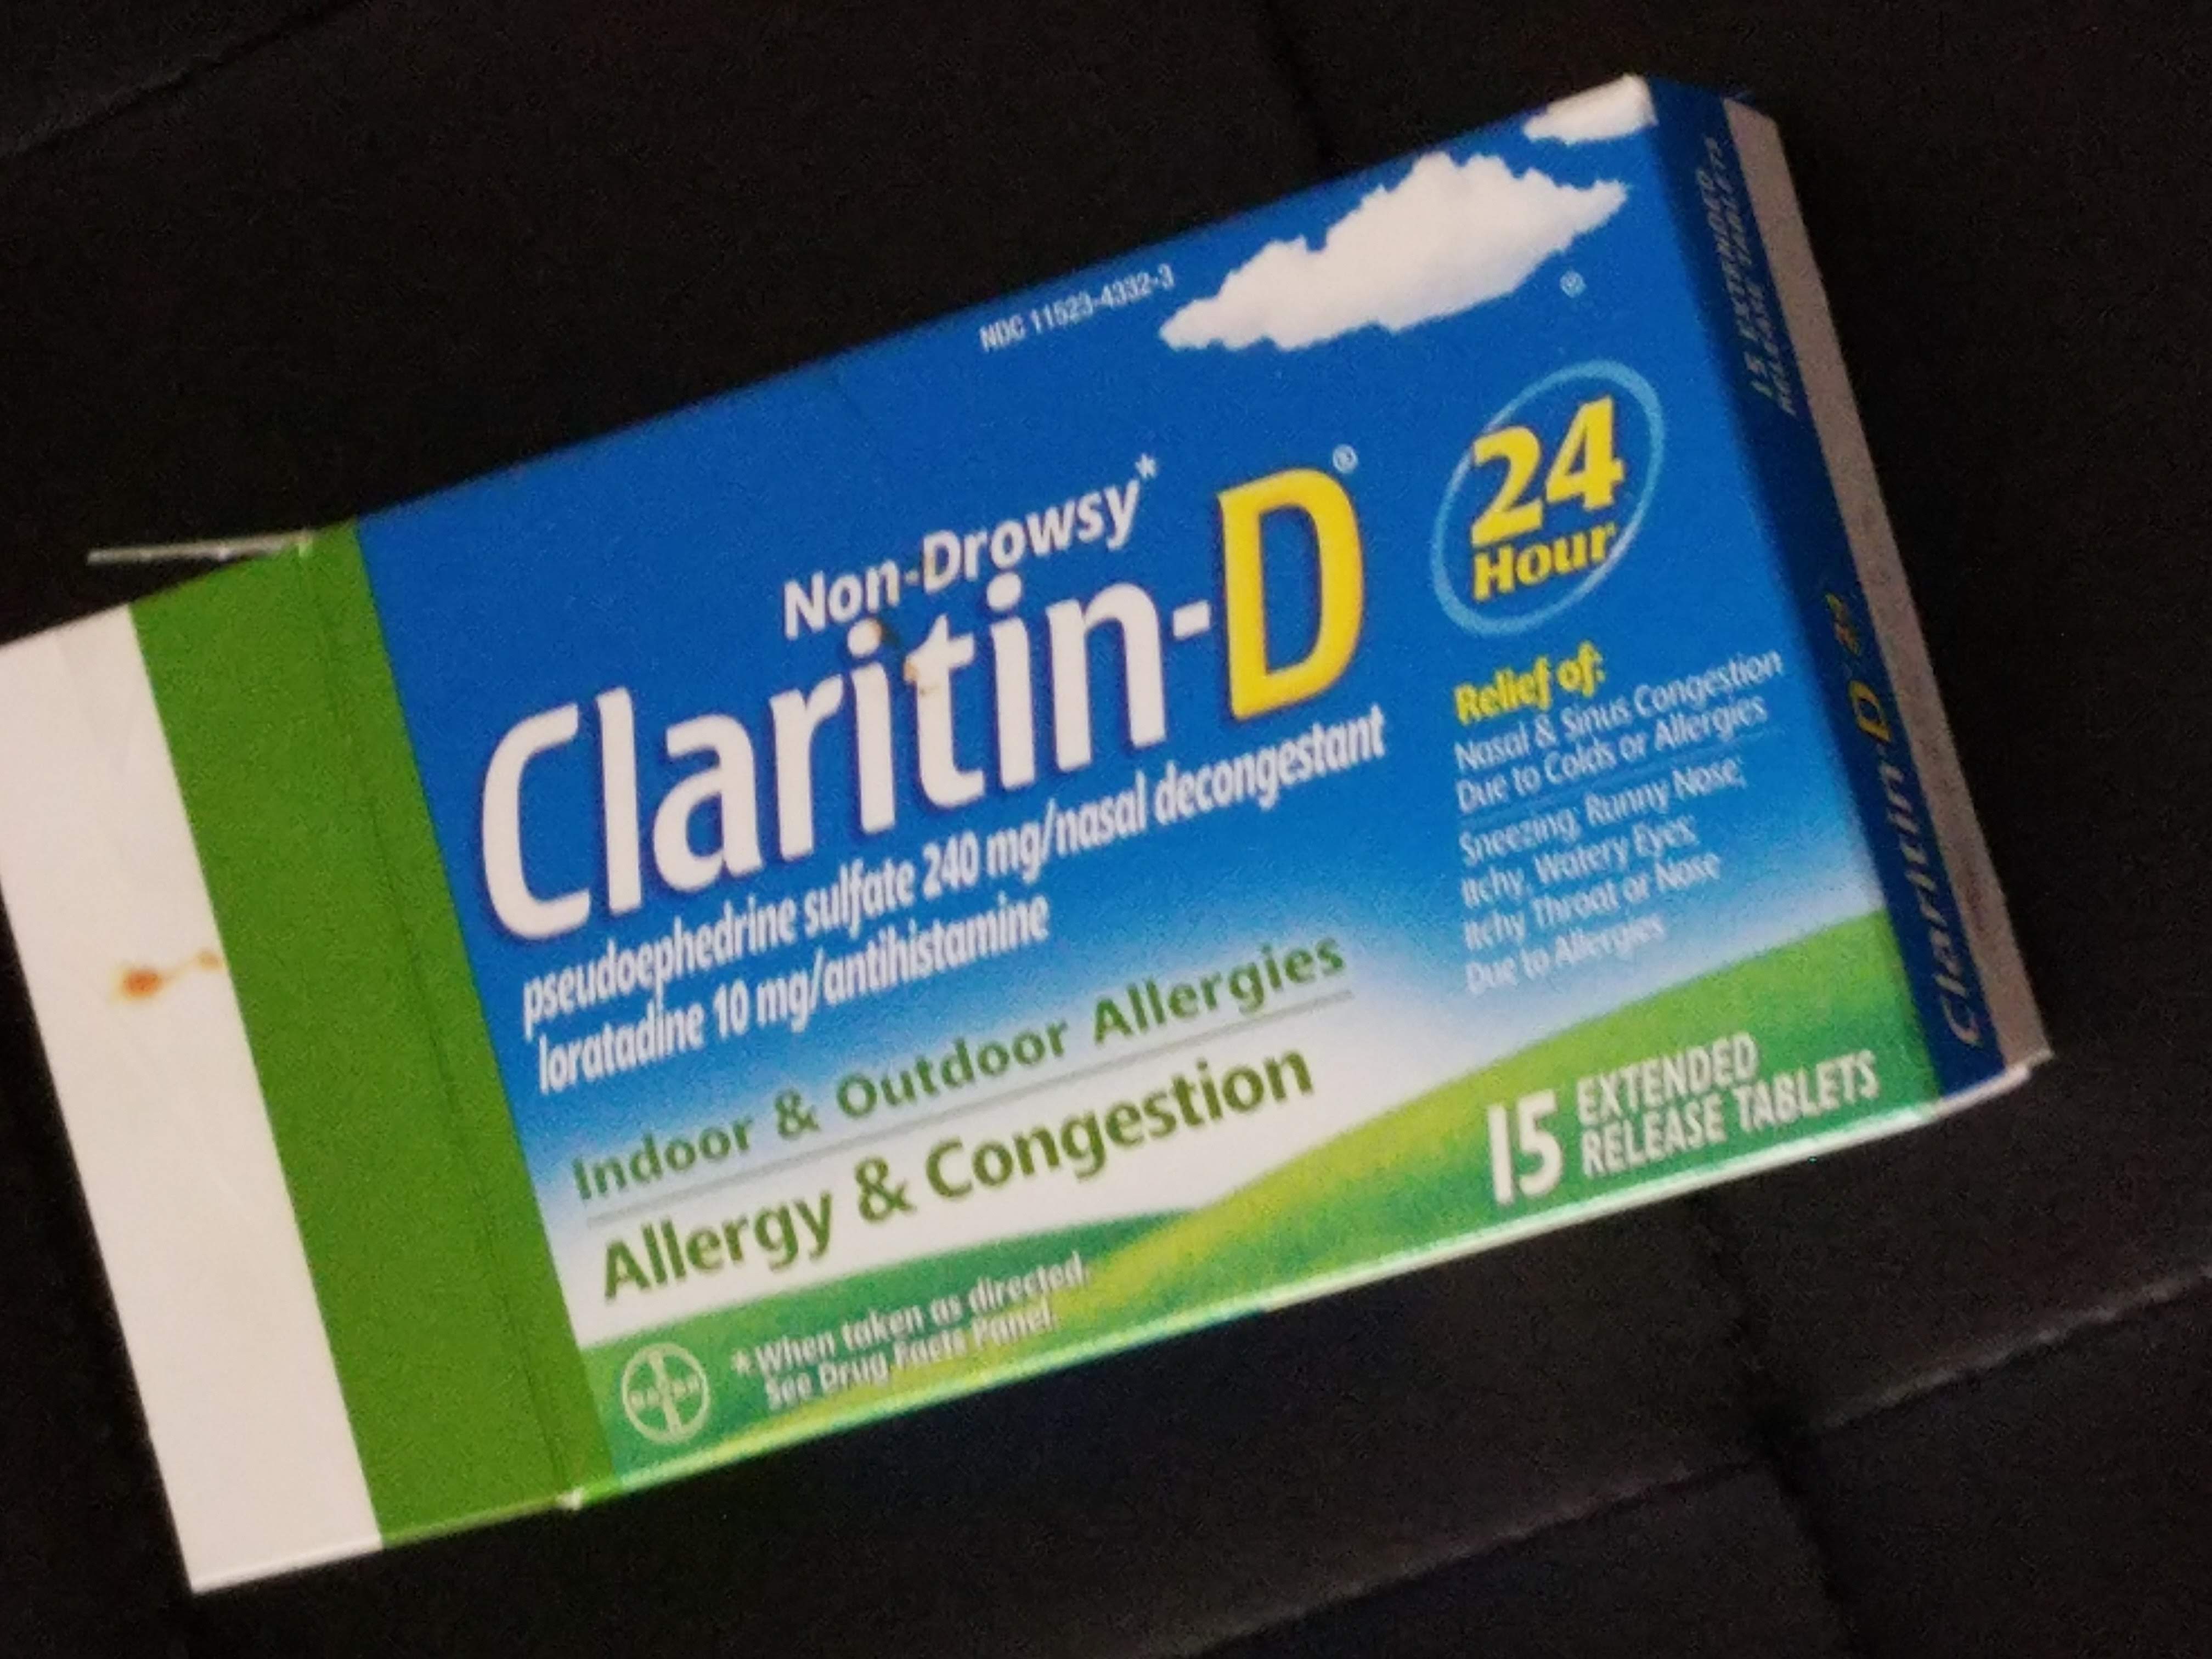 NDC 11523-4332-3
Non-Drowsy*
Claritin-D®
24
Hour
pseudoephedrine sulfate 240 mg/nasal decongestant
loratadine 10 mg/antihistamine
Relief of:
Nasal & Sinus Congestion
Due to Colds or Allergies
Sneezing, Runny Nose,
Itchy, Watery Eyes,
Itchy Throat or Nose
Due to Allergies
®
Indoor & Outdoor Allergies
Allergy & Congestion
BAYER
*When taken as directed.
See Drug Facts Panel.
15 EXTENDED
RELEASE TABLETS
Claritin-D 24
15 EXTENDED
RELEASE TABLETS